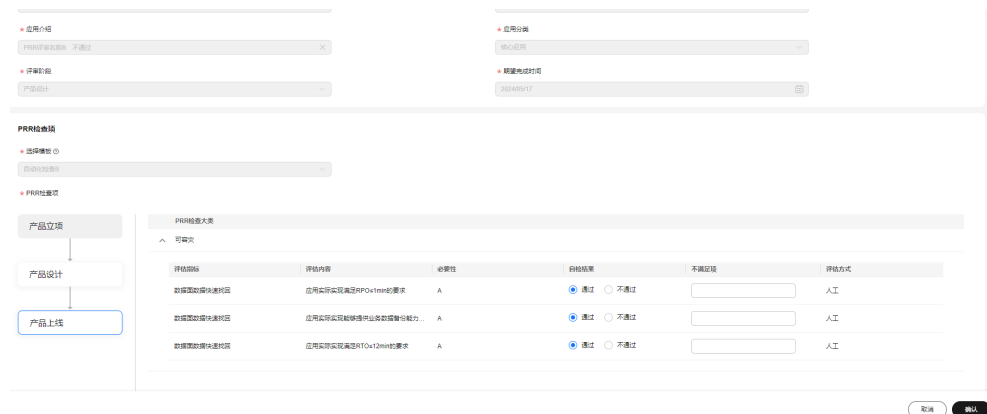 * 应用介绍
* 应用分类
PRR评审名称B 不通过
核心应用
* 评审阶段
* 期望完成时间
产品设计
2024/05/17
PRR检查项
* 选择模板
自动化检查B
* PRR检查项
产品立项
产品设计
产品上线
PRR检查大类
可容灾
评估指标 评估内容 必要性 自检结果 不满足项 评估方式
数据面数据快速找回 应用实际实现满足RPO≤1min的要求 A 通过 不通过 人工
数据面数据快速找回 应用实际实现能够提供业务数据备份能力... A 通过 不通过 人工
数据面数据快速找回 应用实际实现满足RTO≤12min的要求 A 通过 不通过 人工
取消 确认